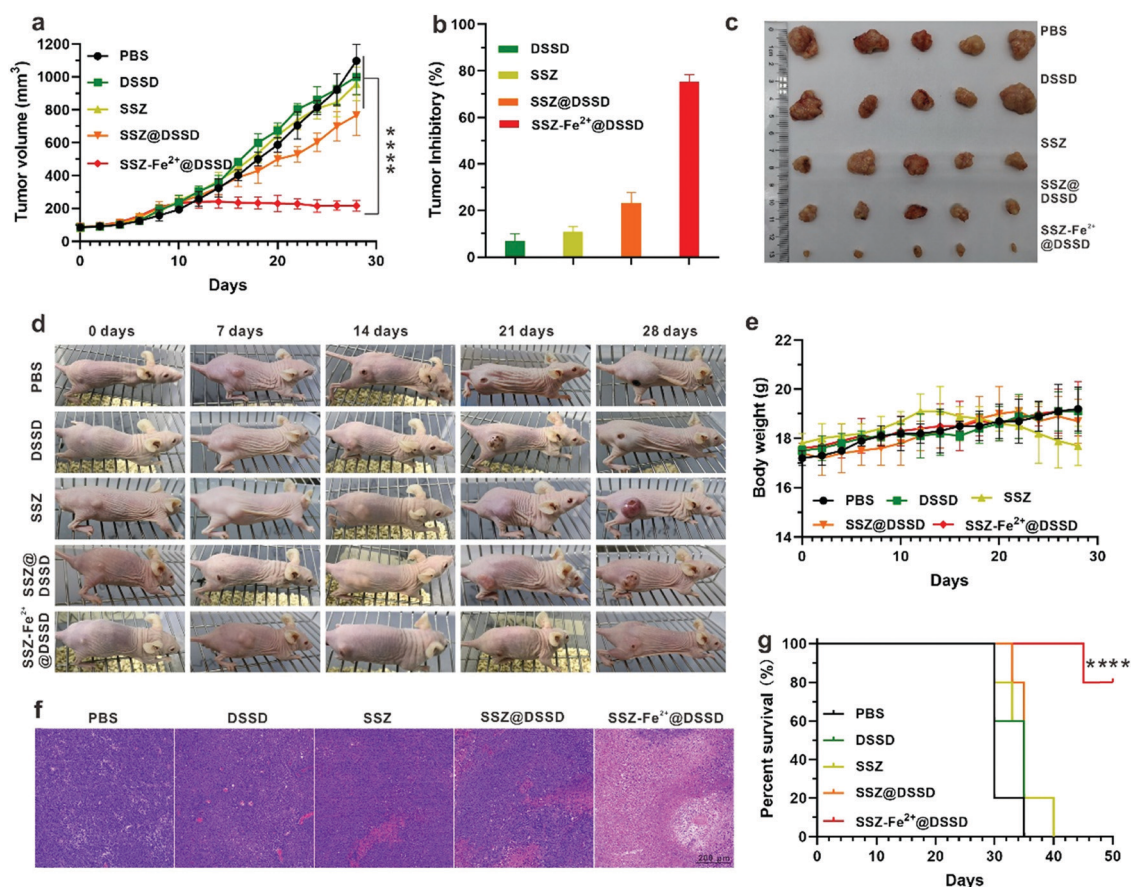 a
1200
1000
800
600
400
200
0
Tumor volume (mm³)
PBS
DSSD
SSZ
SSZ@DSSD
SSZ-Fe²⁺@DSSD
****
0 10 20 30
Days
b
100
80
60
40
20
0
Tumor Inhibitory (%)
DSSD
SSZ
SSZ@DSSD
SSZ-Fe²⁺@DSSD
c
PBS
DSSD
SSZ
SSZ@
DSSD
SSZ-Fe²⁺
@DSSD
d
0 days 7 days 14 days 21 days 28 days
PBS
DSSD
SSZ
SSZ@
DSSD
SSZ-Fe²⁺
@DSSD
e
22
20
18
16
14
Body weight (g)
PBS DSSD SSZ
SSZ@DSSD SSZ-Fe²⁺@DSSD
0 10 20 30
Days
f
PBS DSSD SSZ SSZ@DSSD SSZ-Fe²⁺@DSSD
200 μm
g
100
80
60
40
20
0
Percent survival (%)
****
PBS
DSSD
SSZ
SSZ@DSSD
SSZ-Fe²⁺@DSSD
0 10 20 30 40 50
Days